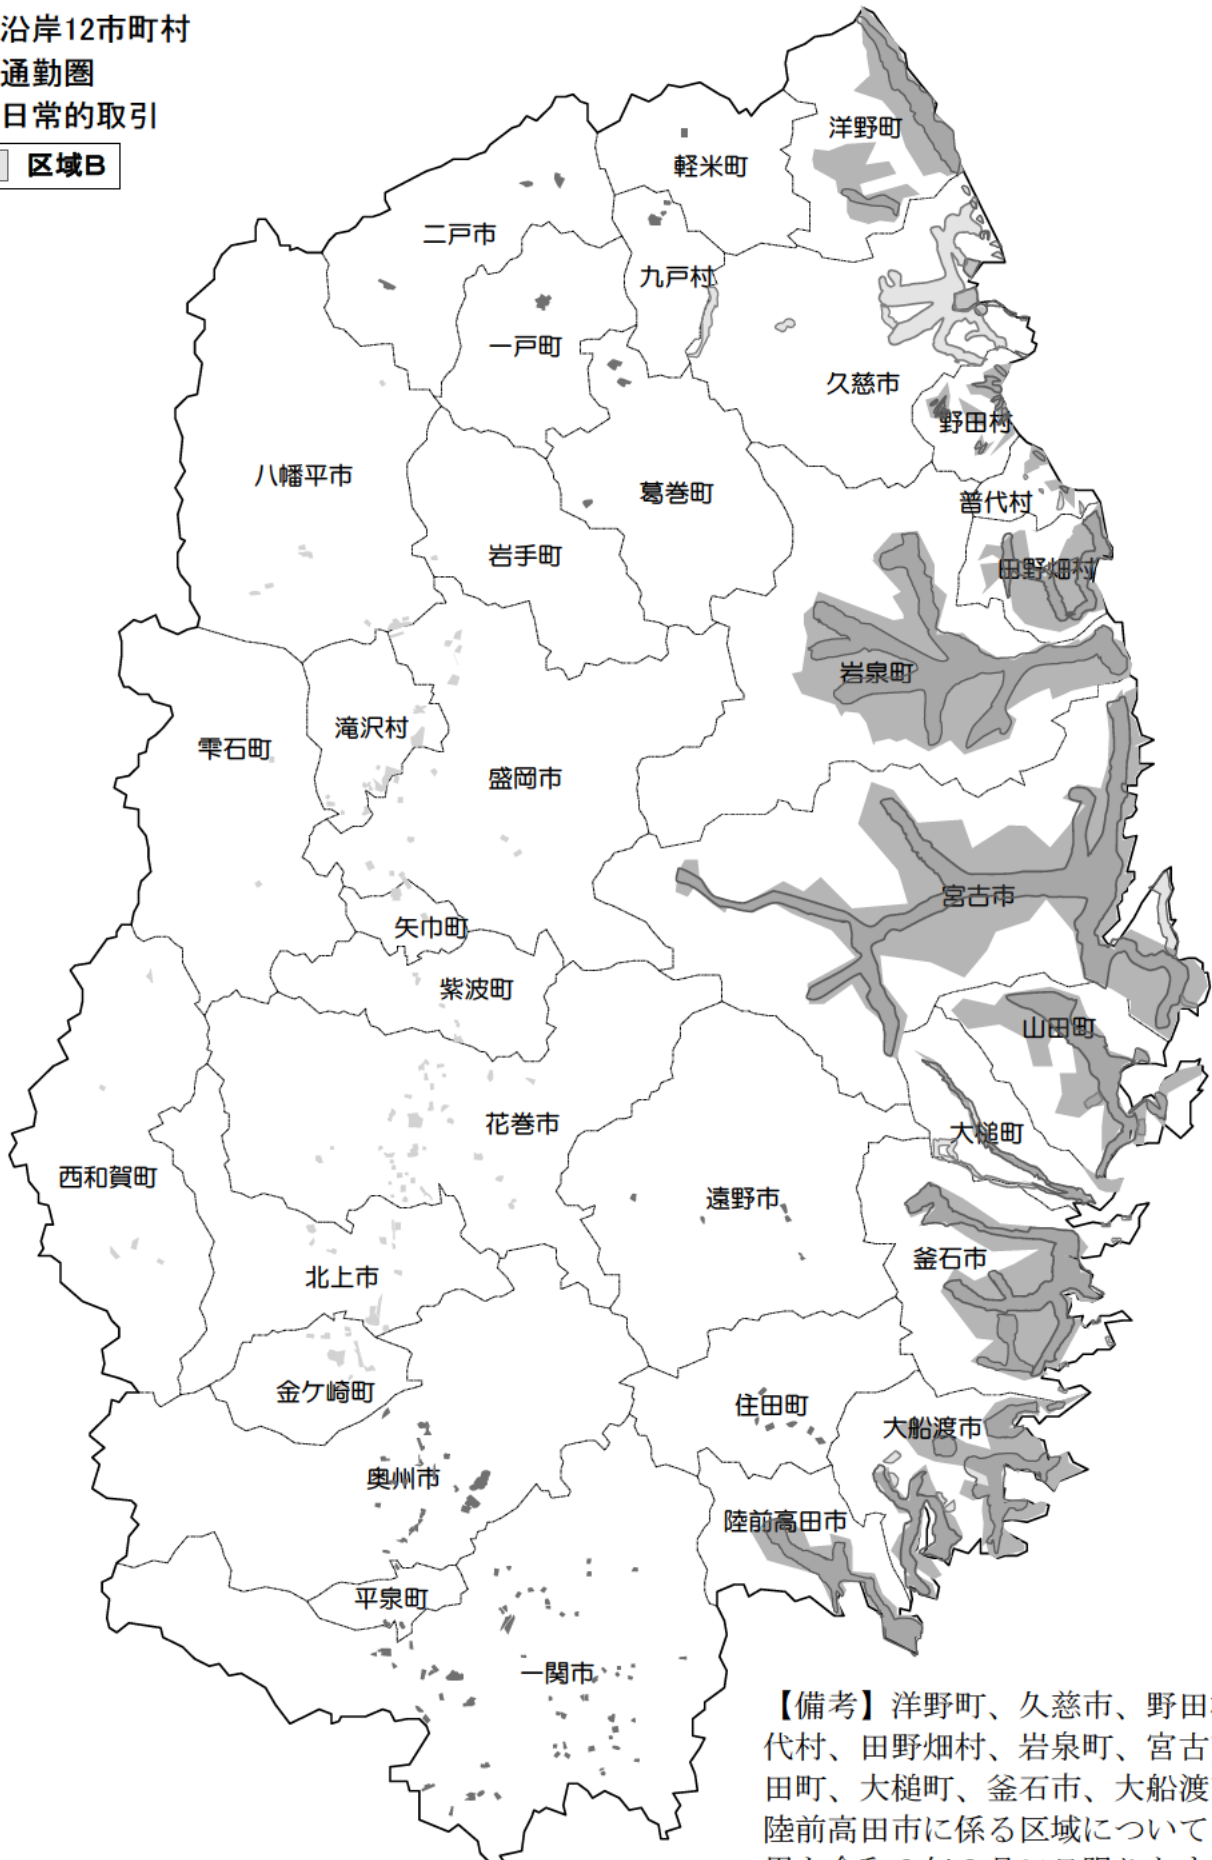 沿岸12市町村
通勤圏
日常的取引
区域B
洋野町
軽米町
二戸市
九戸村
一戸町
久慈市
野田村
八幡平市
葛巻町
普代村
岩手町
田野畑村
岩泉町
滝沢村
雫石町
盛岡市
宮古市
矢巾町
紫波町
山田町
花巻市
大槌町
西和賀町
遠野市
釜石市
北上市
金ケ崎町
住田町
大船渡市
奥州市
陸前高田市
平泉町
一関市
【備考】洋野町、久慈市、野田
代村、田野畑村、岩泉町、宮古
田町、大槌町、釜石市、大船渡
陸前高田市に係る区域について